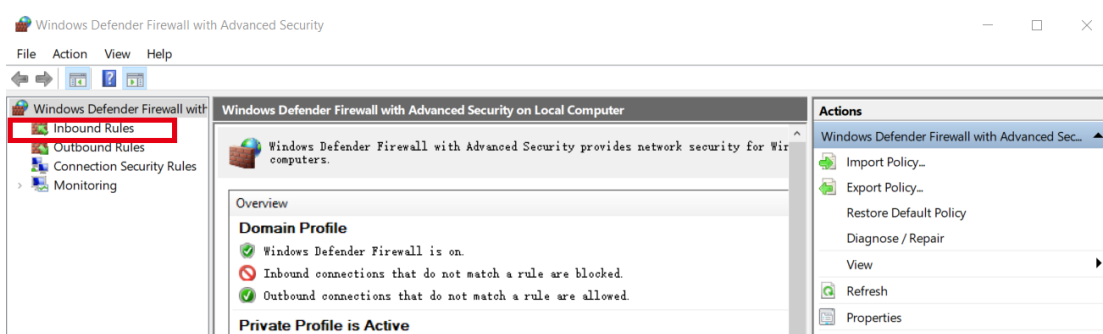 Windows Defender Firewall with Advanced Security
File Action View Help
Windows Defender Firewall with
Inbound Rules
Outbound Rules
Connection Security Rules
Monitoring
Windows Defender Firewall with Advanced Security on Local Computer
Windows Defender Firewall with Advanced Security provides network security for Wir
computers.
Overview
Domain Profile
Windows Defender Firewall is on.
Inbound connections that do not match a rule are blocked.
Outbound connections that do not match a rule are allowed.
Private Profile is Active
Actions
Windows Defender Firewall with Advanced Sec...
Import Policy...
Export Policy...
Restore Default Policy
Diagnose / Repair
View
Refresh
Properties